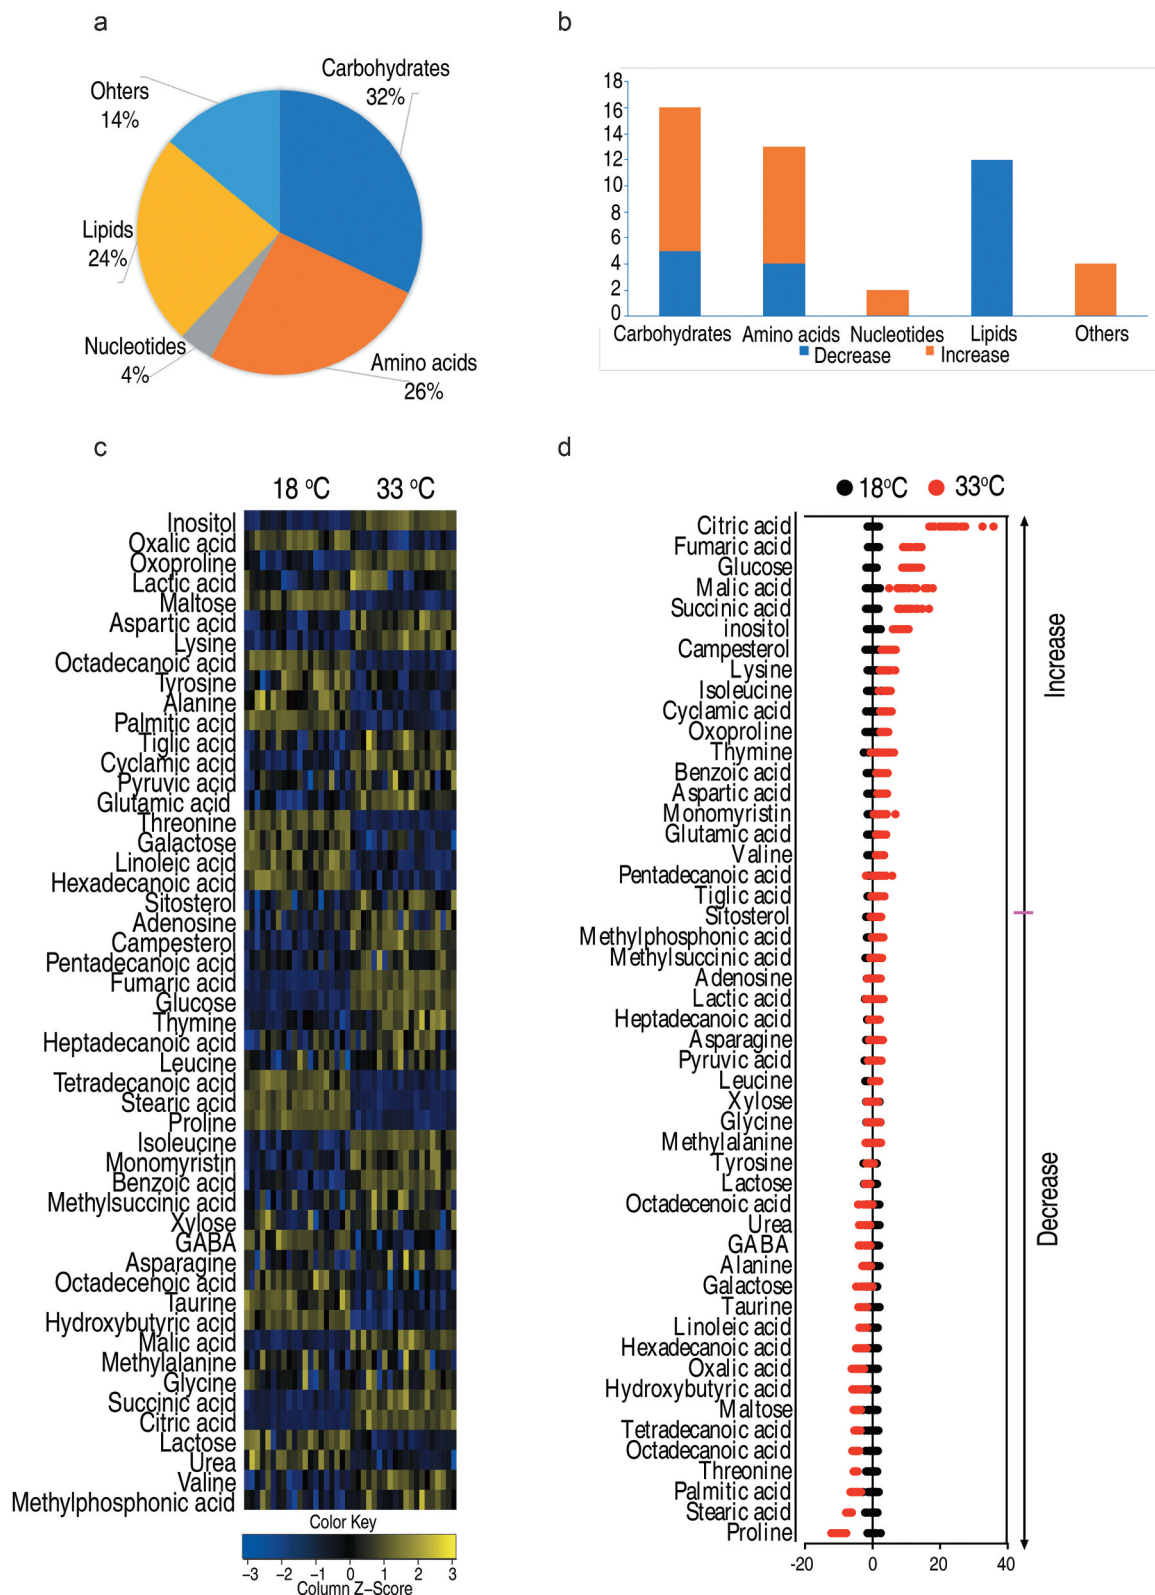 a
Carbohydrates
32%
Ohters
14%
Lipids
24%
Nucleotides
4%
Amino acids
26%
b
18
16
14
12
10
8
6
4
2
0
Carbohydrates Amino acids Nucleotides Lipids Others
Decrease Increase
c
18 ºC 33 ºC
Inositol
Oxalic acid
Oxoproline
Lactic acid
Maltose
Aspartic acid
Lysine
Octadecanoic acid
Tyrosine
Alanine
Palmitic acid
Tiglic acid
Cyclamic acid
Pyruvic acid
Glutamic acid
Threonine
Galactose
Linoleic acid
Hexadecanoic acid
Sitosterol
Adenosine
Campesterol
Pentadecanoic acid
Fumaric acid
Glucose
Thymine
Heptadecanoic acid
Leucine
Tetradecanoic acid
Stearic acid
Proline
Isoleucine
Monomyristin
Benzoic acid
Methylsuccinic acid
Xylose
GABA
Asparagine
Octadecenoic acid
Taurine
Hydroxybutyric acid
Malic acid
Methylalanine
Glycine
Succinic acid
Citric acid
Lactose
Urea
Valine
Methylphosphonic acid
Color Key
−3 −2 −1 0 1 2 3
Column Z−Score
d
18ºC 33ºC
Citric acid
Fumaric acid
Glucose
Malic acid
Succinic acid
inositol
Campesterol
Lysine
Isoleucine
Cyclamic acid
Oxoproline
Thymine
Benzoic acid
Aspartic acid
Monomyristin
Glutamic acid
Valine
Pentadecanoic acid
Tiglic acid
Sitosterol
Methylphosphonic acid
Methylsuccinic acid
Adenosine
Lactic acid
Heptadecanoic acid
Asparagine
Pyruvic acid
Leucine
Xylose
Glycine
Methylalanine
Tyrosine
Lactose
Octadecenoic acid
Urea
GABA
Alanine
Galactose
Taurine
Linoleic acid
Hexadecanoic acid
Oxalic acid
Hydroxybutyric acid
Maltose
Tetradecanoic acid
Octadecanoic acid
Threonine
Palmitic acid
Stearic acid
Proline
-20 0 20 40
Increase
Decrease